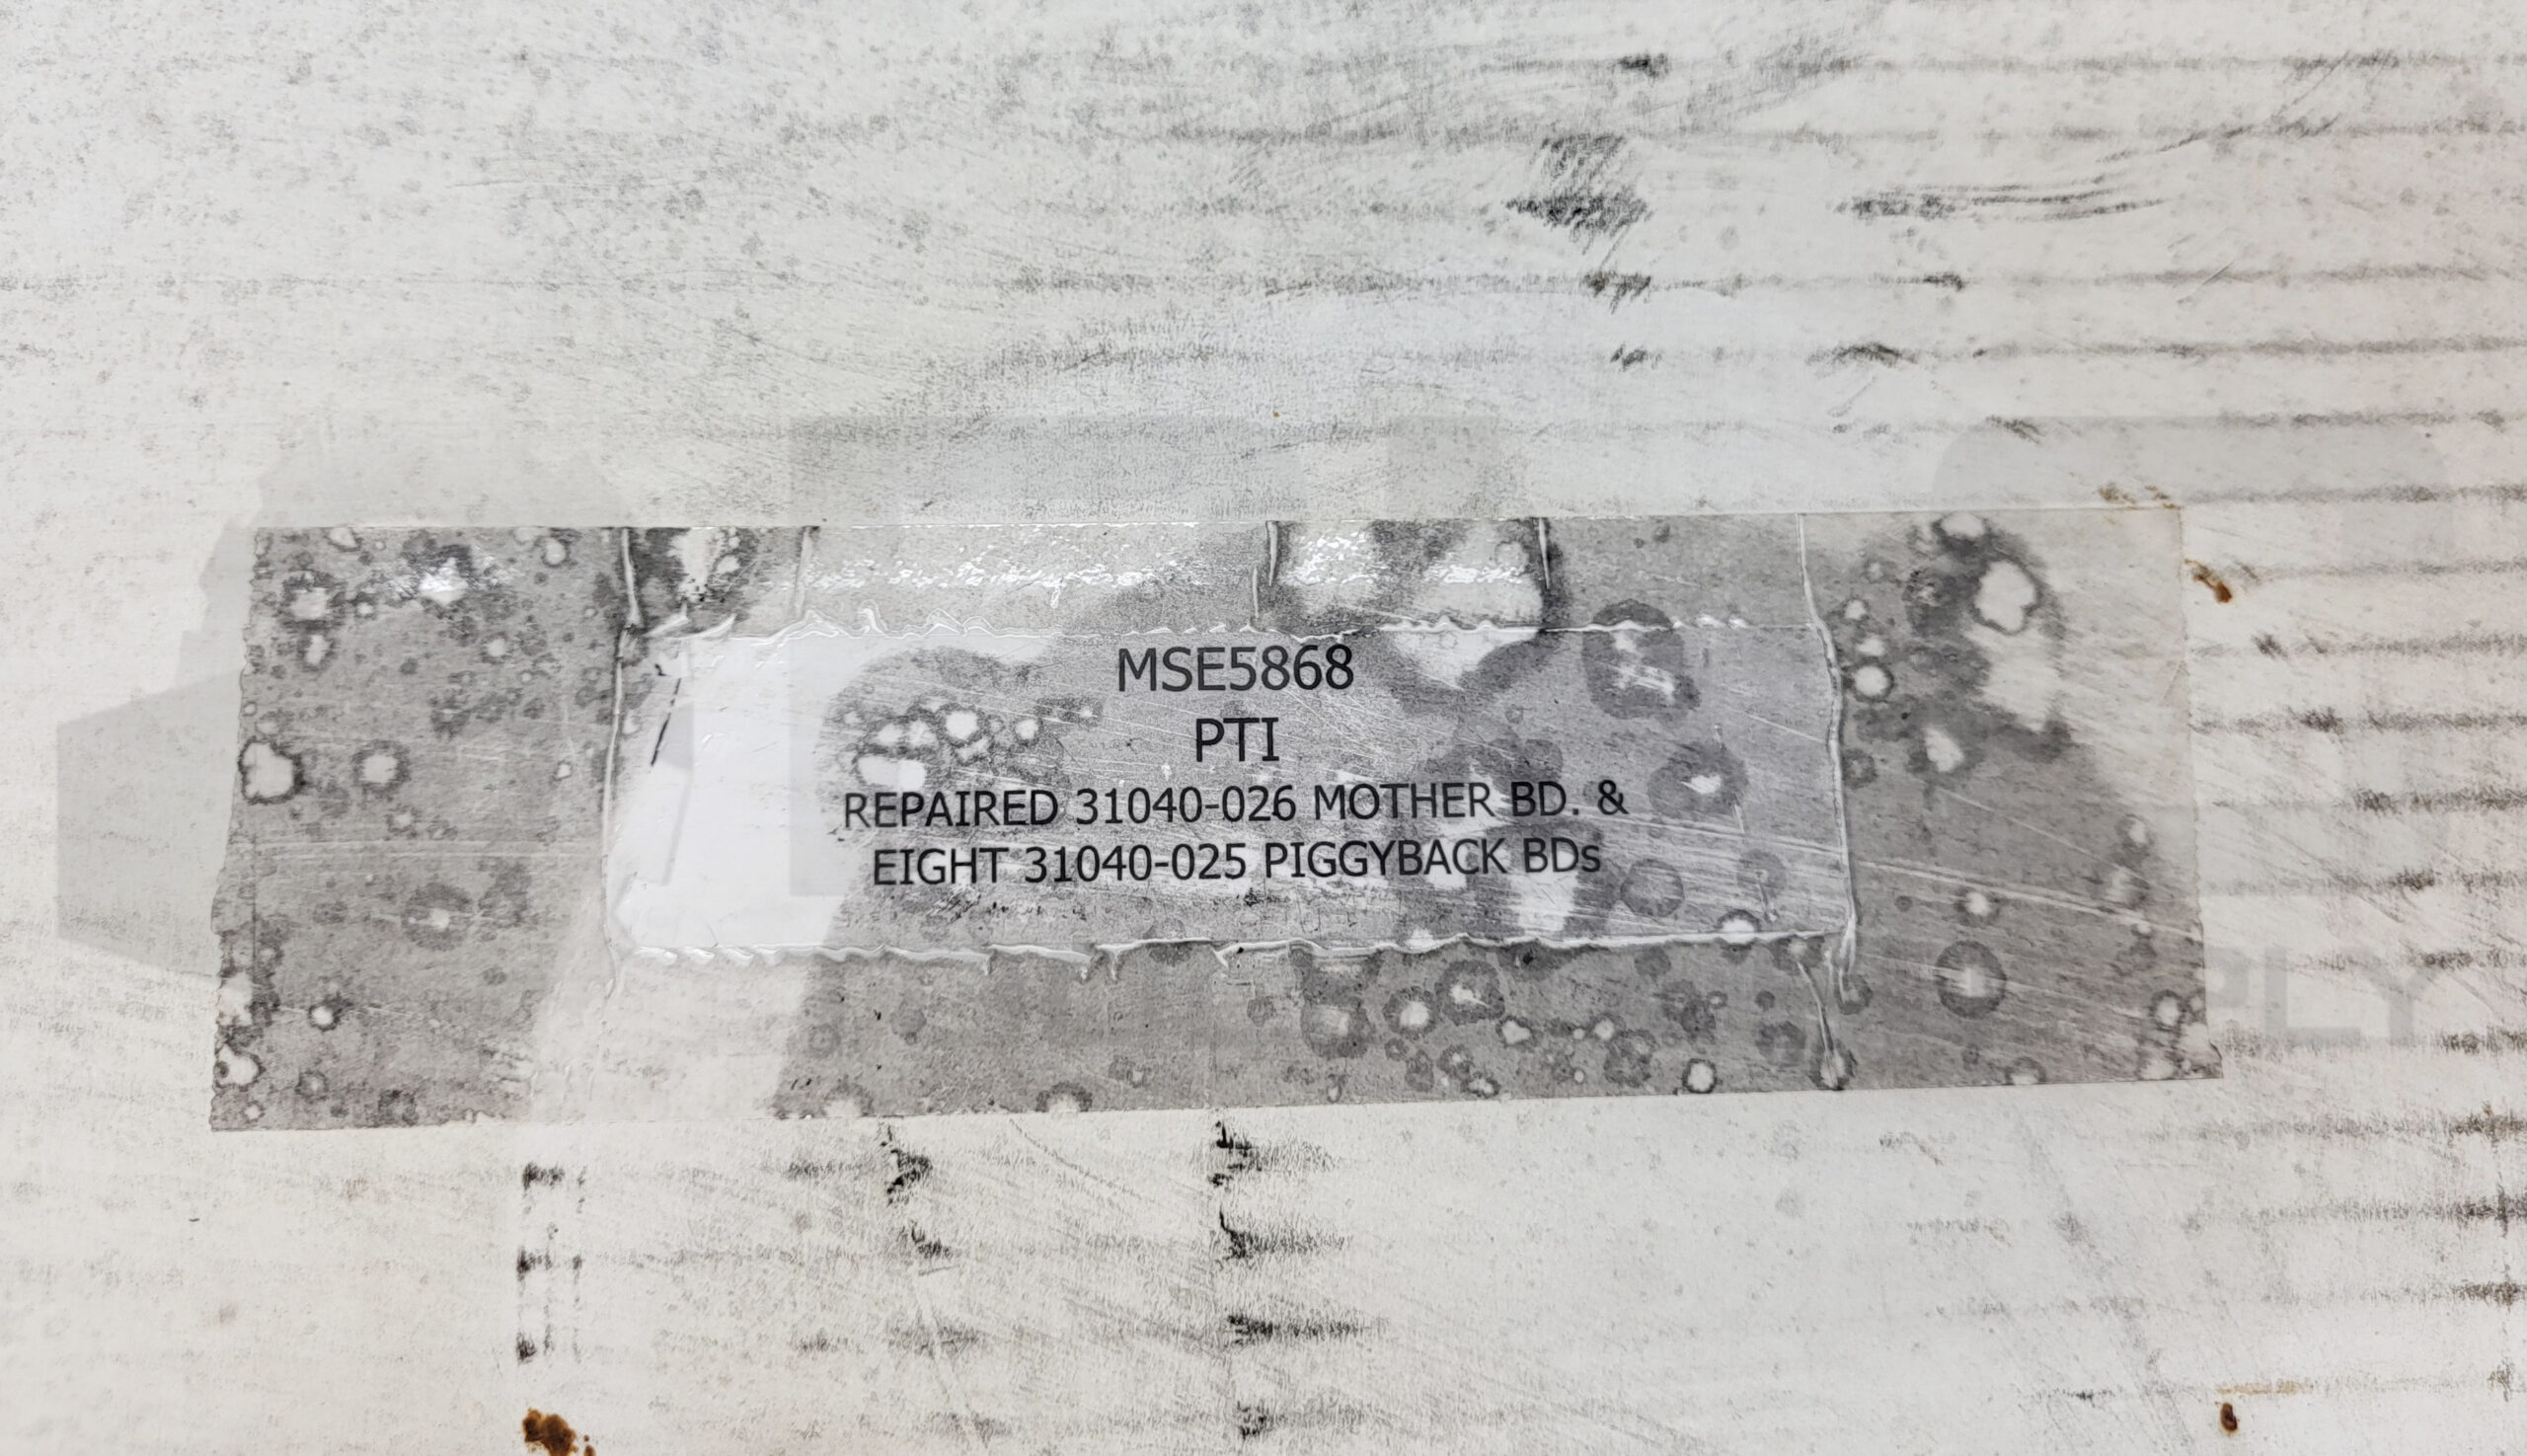 MSE5868
PTI
REPAIRED 31040-026 MOTHER BD. &
EIGHT 31040-025 PIGGYBACK BDs